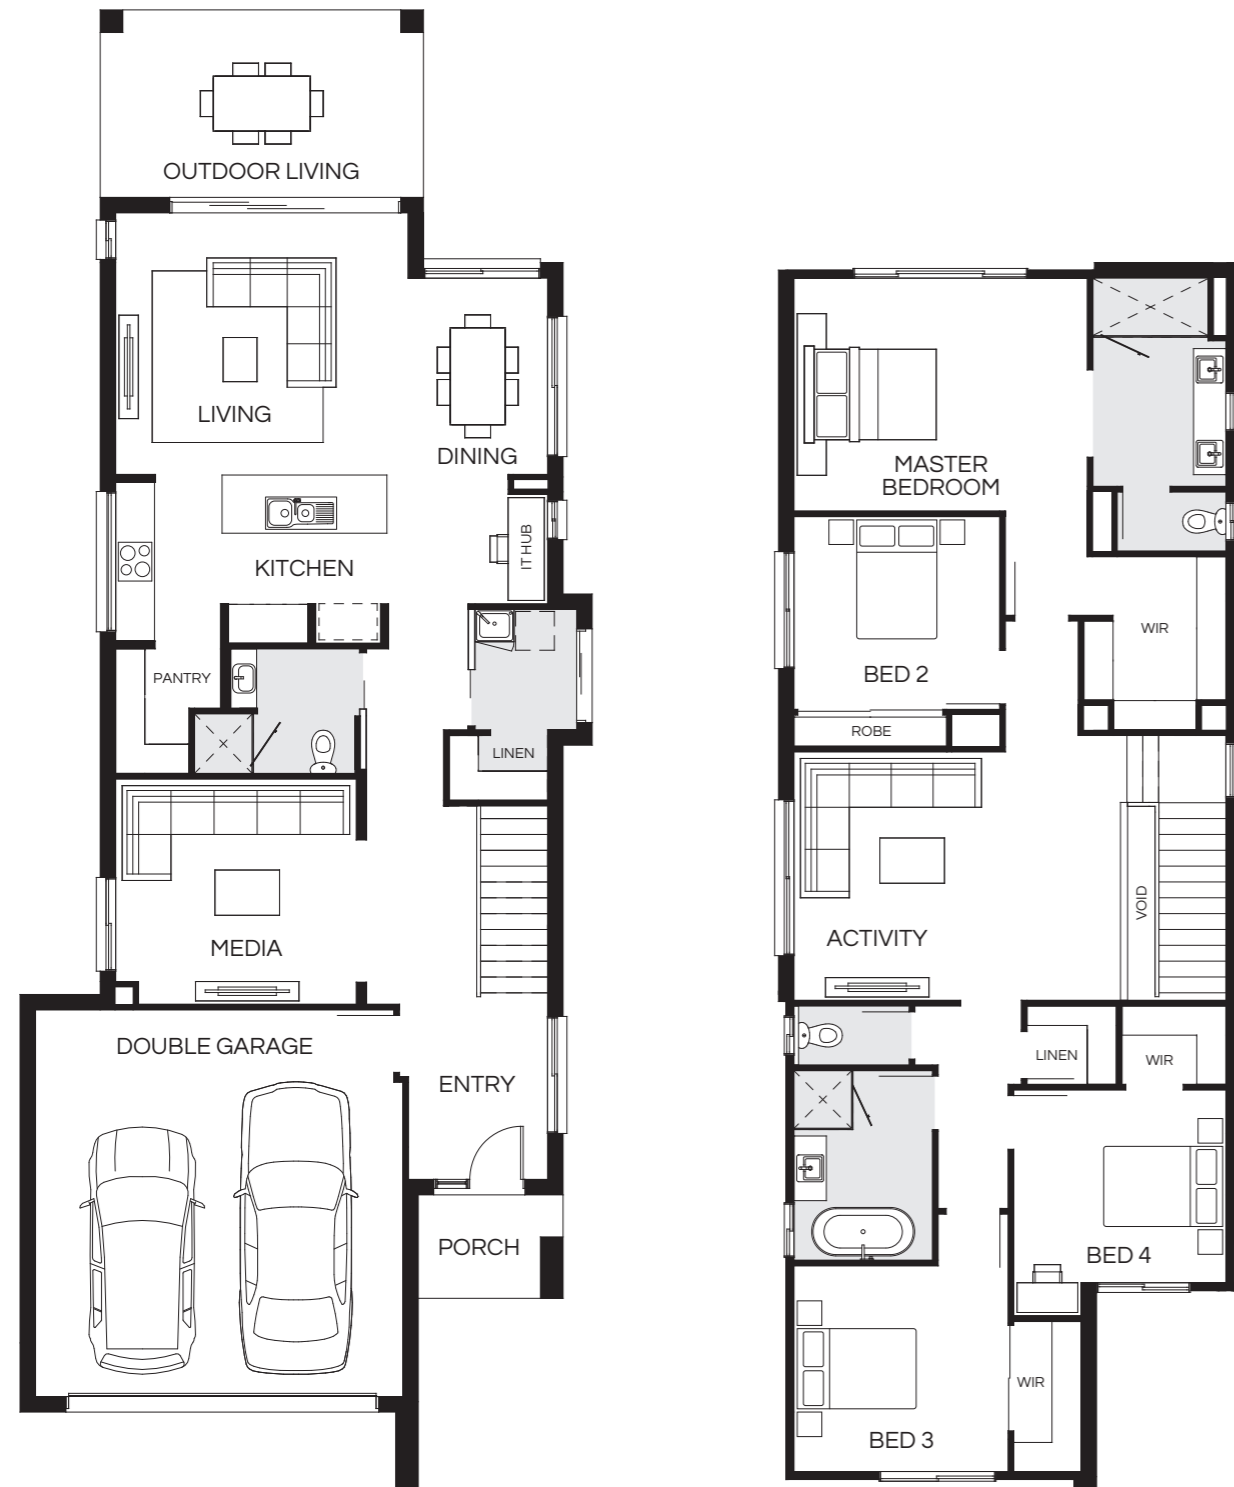 OUTDOOR LIVING
LIVING
DINING
KITCHEN
IT HUB
PANTRY
LINEN
MEDIA
DOUBLE GARAGE
ENTRY
PORCH
MASTER
BEDROOM
WIR
BED 2
ROBE
VOID
ACTIVITY
LINEN
WIR
BED 4
WIR
BED 3